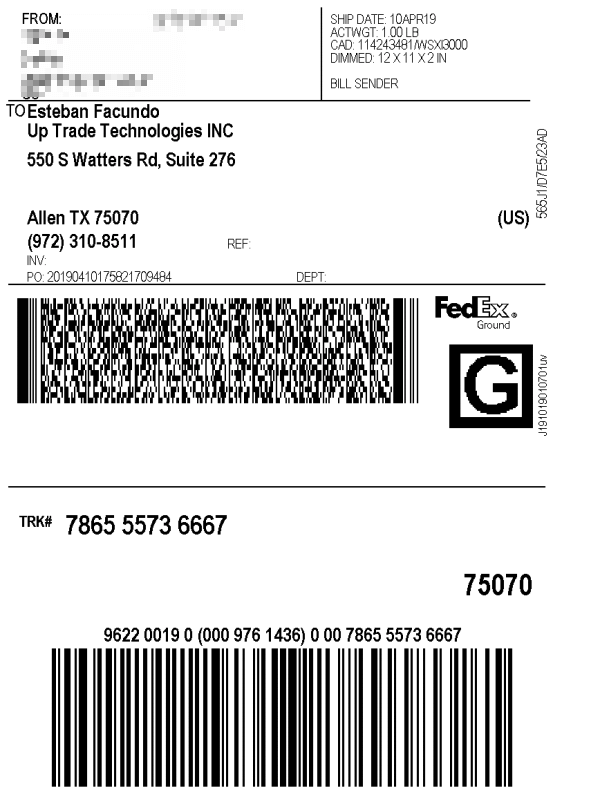 FROM:
SHIP DATE: 10APR19
ACTWGT: 1.00 LB
CAD: 114243481/WSXI3000
DIMMED: 12 X 11 X 2 IN
BILL SENDER
TO Esteban Facundo
Up Trade Technologies INC
550 S Watters Rd, Suite 276
Allen TX 75070 (US)
(972) 310-8511 REF:
INV:
PO: 20190410175821709484 DEPT:
565J1/D7E5/23AD
FedEx®
Ground
G
J191019010701uv
TRK# 7865 5573 6667
75070
9622 0019 0 (000 976 1436) 0 00 7865 5573 6667